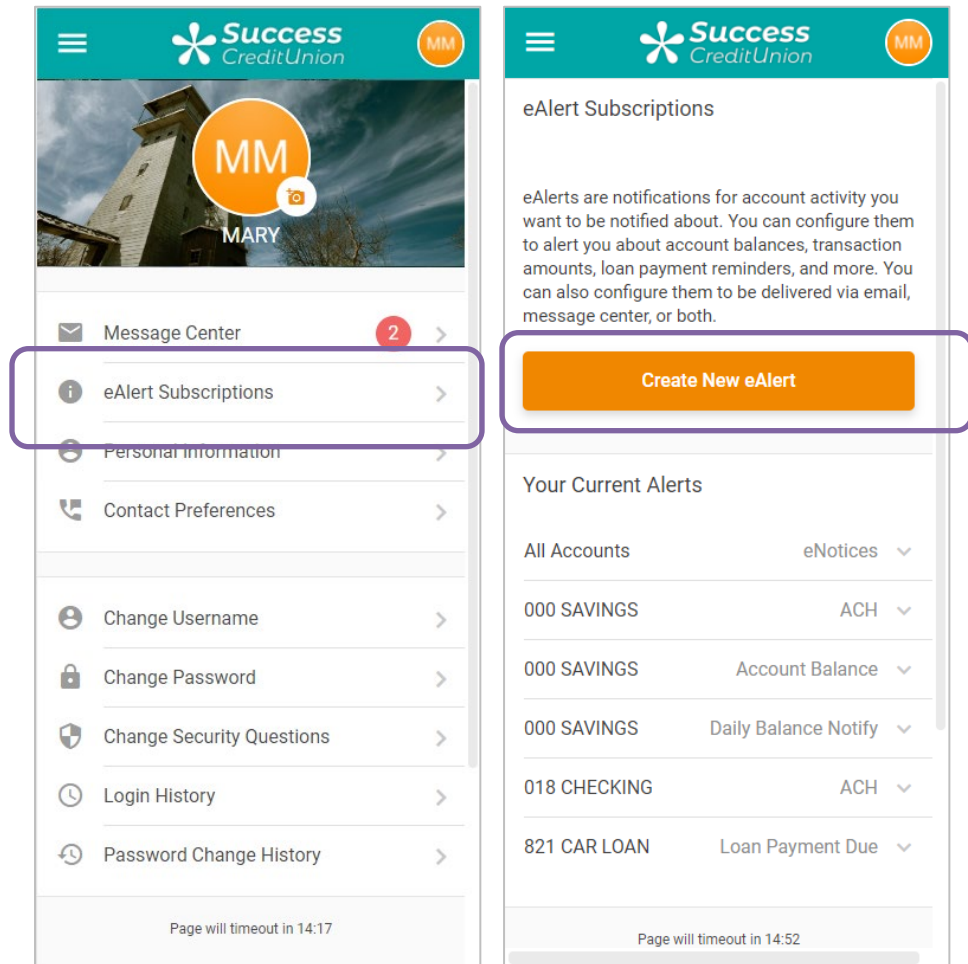 Success
CreditUnion
MM
MM
MARY
Message Center
2
eAlert Subscriptions
Personal Information
Contact Preferences
Change Username
Change Password
Change Security Questions
Login History
Password Change History
Page will timeout in 14:17
Success
CreditUnion
MM
eAlert Subscriptions
eAlerts are notifications for account activity you
want to be notified about. You can configure them
to alert you about account balances, transaction
amounts, loan payment reminders, and more. You
can also configure them to be delivered via email,
message center, or both.
Create New eAlert
Your Current Alerts
All Accounts eNotices
000 SAVINGS ACH
000 SAVINGS Account Balance
000 SAVINGS Daily Balance Notify
018 CHECKING ACH
821 CAR LOAN Loan Payment Due
Page will timeout in 14:52